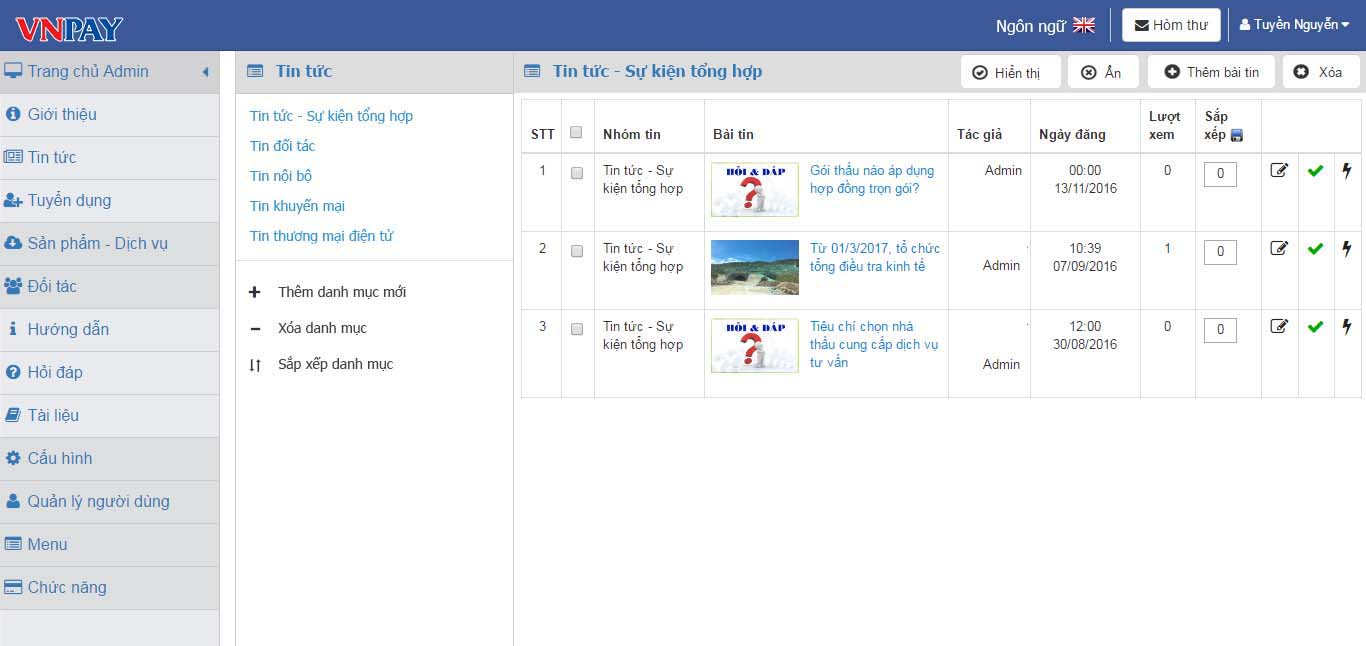 VNPAY
Ngôn ngữ
Hòm thư
Tuyền Nguyễn
Trang chủ Admin
Giới thiệu
Tin tức
Tuyển dụng
Sản phẩm - Dịch vụ
Đối tác
Hướng dẫn
Hỏi đáp
Tài liệu
Cấu hình
Quản lý người dùng
Menu
Chức năng
Tin tức
Tin tức - Sự kiện tổng hợp
Tin đối tác
Tin nội bộ
Tin khuyến mại
Tin thương mại điện tử
Thêm danh mục mới
Xóa danh mục
Sắp xếp danh mục
Tin tức - Sự kiện tổng hợp
Hiển thị
Ẩn
Thêm bài tin
Xóa
STT
Nhóm tin
Bài tin
Tác giả
Ngày đăng
Lượt
xem
Sắp
xếp
1
Tin tức - Sự
kiện tổng hợp
HỎI & ĐÁP
Gói thầu nào áp dụng
hợp đồng trọn gói?
Admin
00:00
13/11/2016
0
0
2
Tin tức - Sự
kiện tổng hợp
Từ 01/3/2017, tổ chức
tổng điều tra kinh tế
Admin
10:39
07/09/2016
1
0
3
Tin tức - Sự
kiện tổng hợp
HỎI & ĐÁP
Tiêu chí chọn nhà
thầu cung cấp dịch vụ
tư vấn
Admin
12:00
30/08/2016
0
0